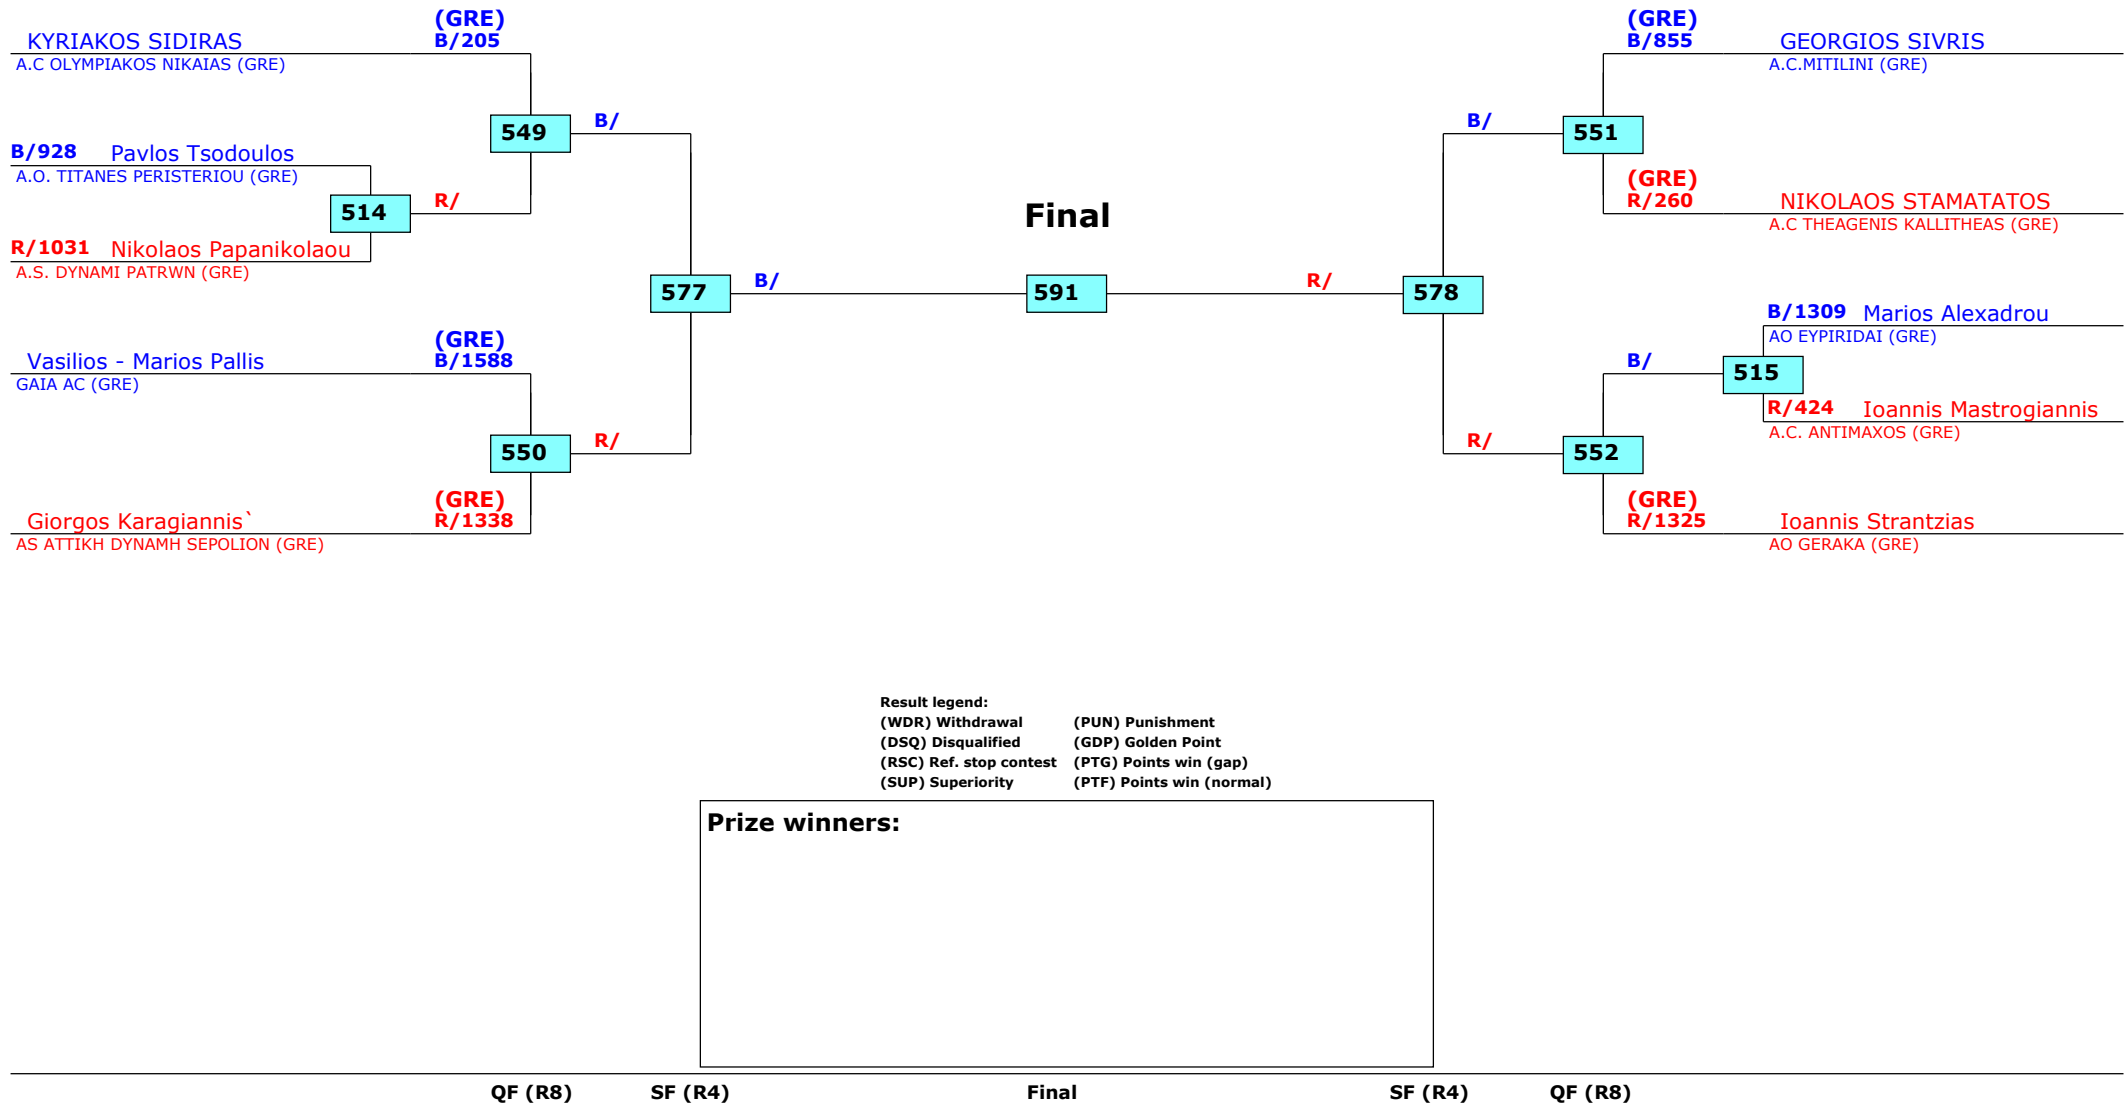 (GRE)
KYRIAKOS SIDIRAS B/205
A.C OLYMPIAKOS NIKAIAS (GRE)
549 B/
B/928 Pavlos Tsodoulos
A.O. TITANES PERISTERIOU (GRE)
514 R/
R/1031 Nikolaos Papanikolaou
A.S. DYNAMI PATRWN (GRE)
577 B/
(GRE)
Vasilios - Marios Pallis B/1588
GAIA AC (GRE)
550 R/
(GRE)
Giorgos Karagiannis` R/1338
AS ATTIKH DYNAMH SEPOLION (GRE)
Final
591
(GRE)
B/855 GEORGIOS SIVRIS
A.C.MITILINI (GRE)
B/ 551
(GRE)
R/260 NIKOLAOS STAMATATOS
A.C THEAGENIS KALLITHEAS (GRE)
R/ 578
B/1309 Marios Alexadrou
AO EYPIRIDAI (GRE)
B/ 515
R/424 Ioannis Mastrogiannis
A.C. ANTIMAXOS (GRE)
R/ 552
(GRE)
R/1325 Ioannis Strantzias
AO GERAKA (GRE)
Result legend:
(WDR) Withdrawal (PUN) Punishment
(DSQ) Disqualified (GDP) Golden Point
(RSC) Ref. stop contest (PTG) Points win (gap)
(SUP) Superiority (PTF) Points win (normal)
Prize winners:
QF (R8) SF (R4) Final SF (R4) QF (R8)